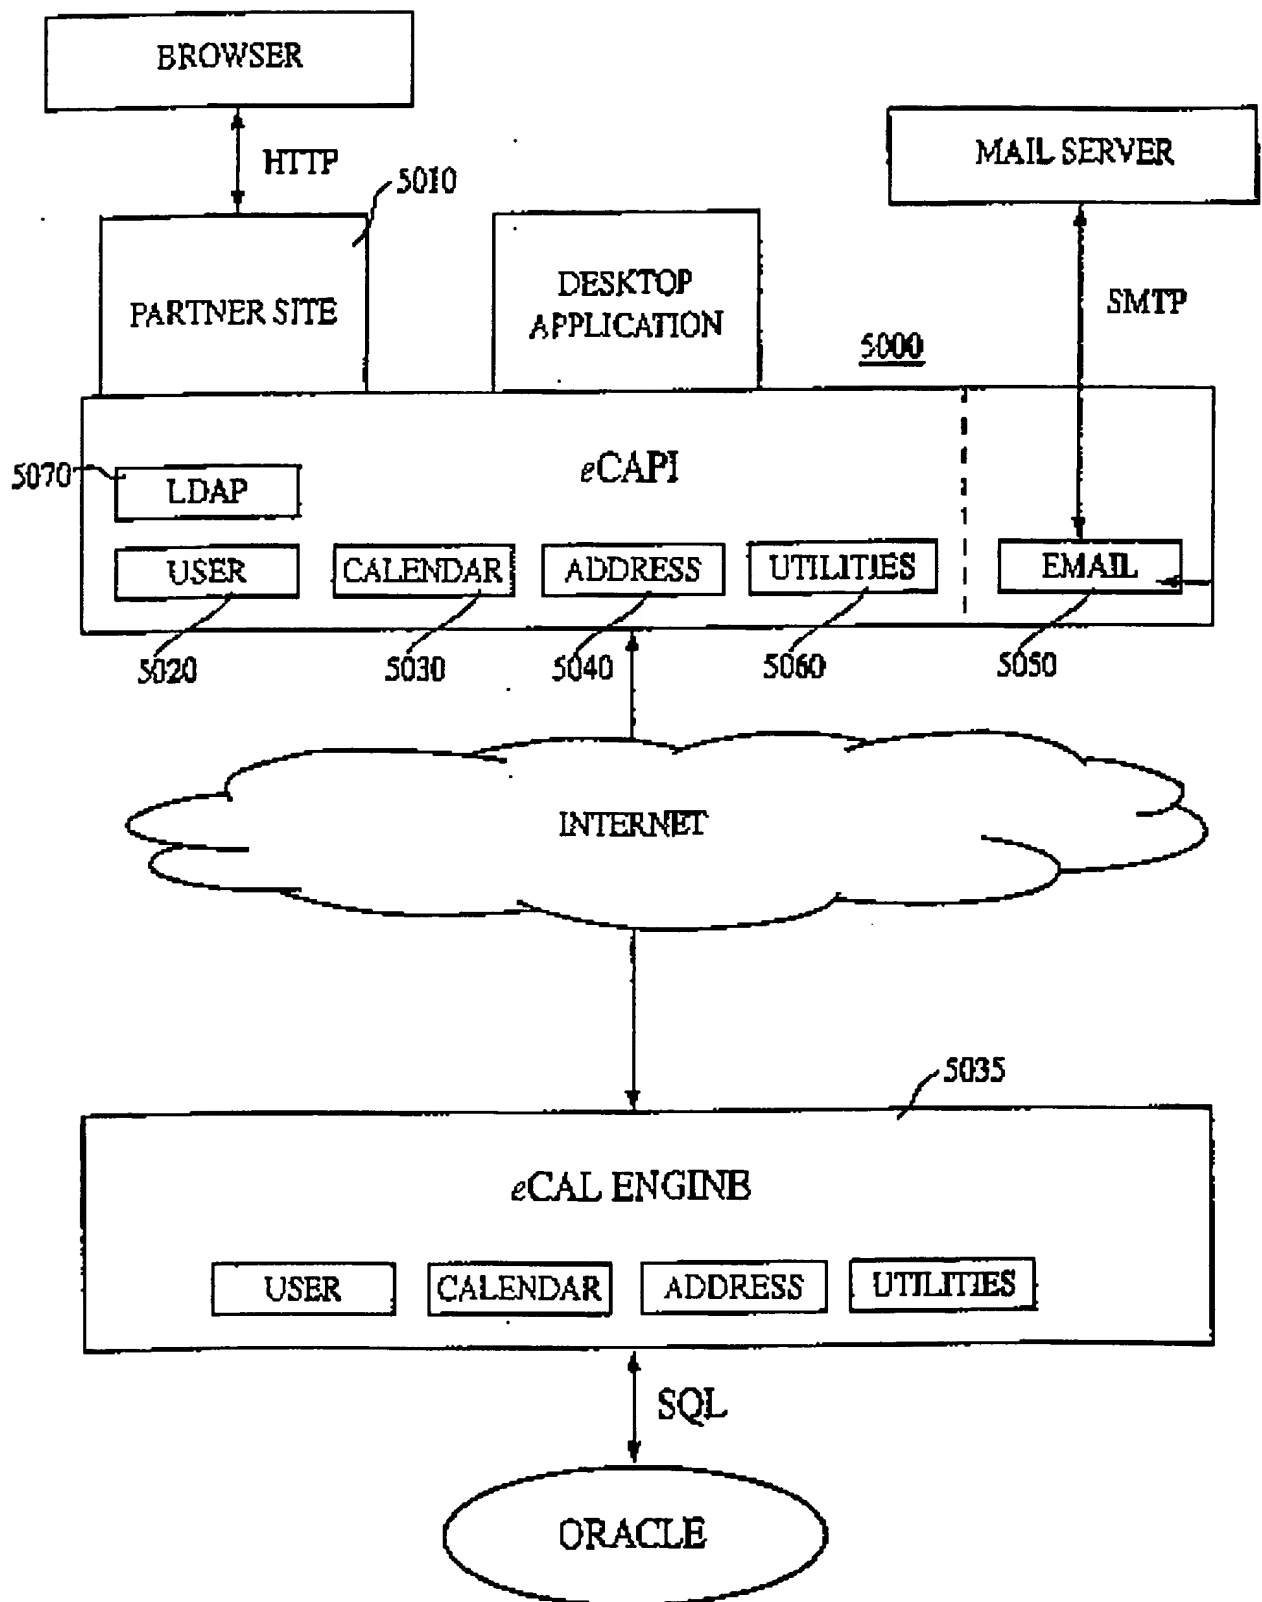 BROWSER
HTTP
MAIL SERVER
5010
PARTNER SITE
DESKTOP
APPLICATION
SMTP
5000
eCAPI
5070
LDAP
USER
CALENDAR
ADDRESS
UTILITIES
EMAIL
5020
5030
5040
5060
5050
INTERNET
5035
eCAL ENGINE
USER
CALENDAR
ADDRESS
UTILITIES
SQL
ORACLE